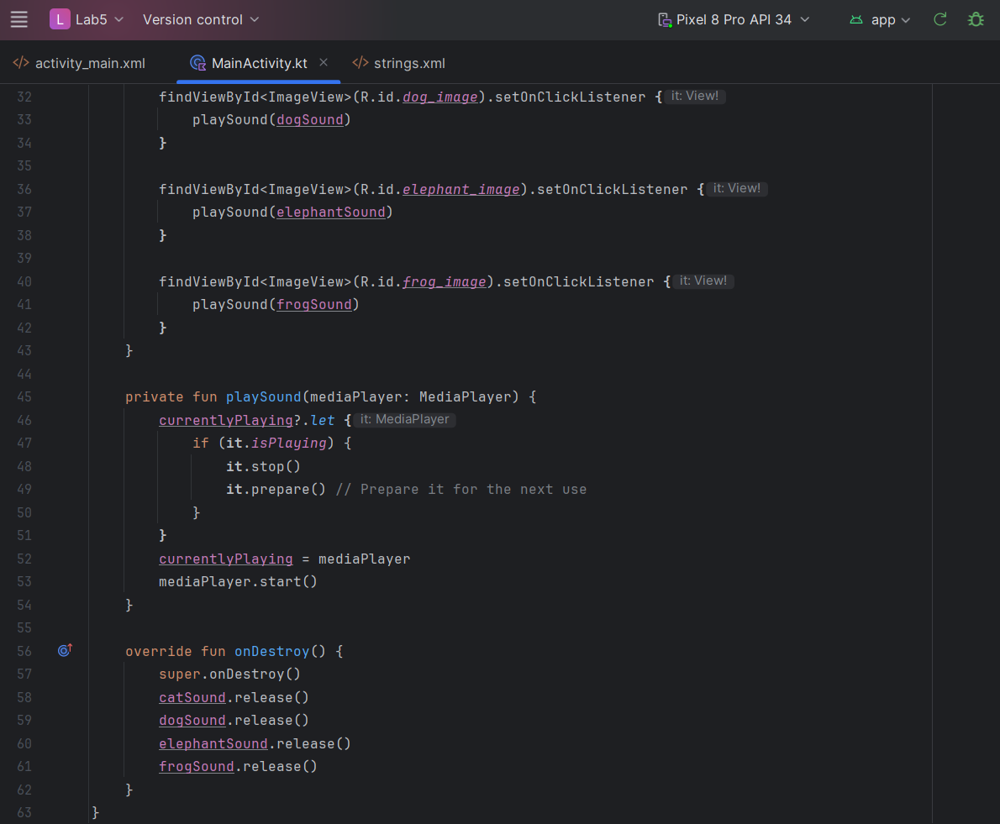 L Lab5 Version control Pixel 8 Pro API 34 app
activity_main.xml MainActivity.kt strings.xml
32 findViewById<ImageView>(R.id.dog_image).setOnClickListener { it: View!
33 playSound(dogSound)
34 }
35
36 findViewById<ImageView>(R.id.elephant_image).setOnClickListener { it: View!
37 playSound(elephantSound)
38 }
39
40 findViewById<ImageView>(R.id.frog_image).setOnClickListener { it: View!
41 playSound(frogSound)
42 }
43 }
44
45 private fun playSound(mediaPlayer: MediaPlayer) {
46 currentlyPlaying?.let { it: MediaPlayer
47 if (it.isPlaying) {
48 it.stop()
49 it.prepare() // Prepare it for the next use
50 }
51 }
52 currentlyPlaying = mediaPlayer
53 mediaPlayer.start()
54 }
55
56 override fun onDestroy() {
57 super.onDestroy()
58 catSound.release()
59 dogSound.release()
60 elephantSound.release()
61 frogSound.release()
62 }
63 }